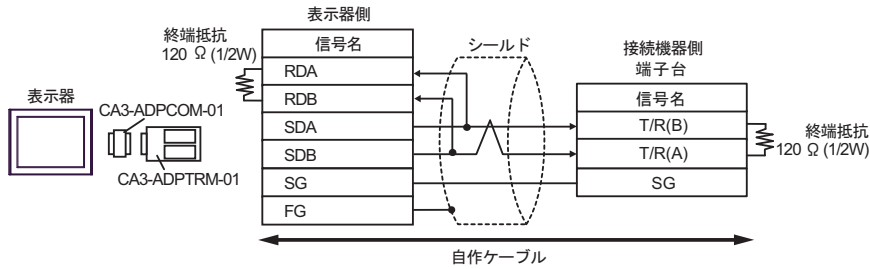 表示器側
終端抵抗
120 Ω (1/2W)
信号名
RDA
RDB
SDA
SDB
SG
FG
シールド
接続機器側
端子台
信号名
T/R(B)
T/R(A)
SG
終端抵抗
120 Ω (1/2W)
表示器
CA3-ADPCOM-01
CA3-ADPTRM-01
自作ケーブル